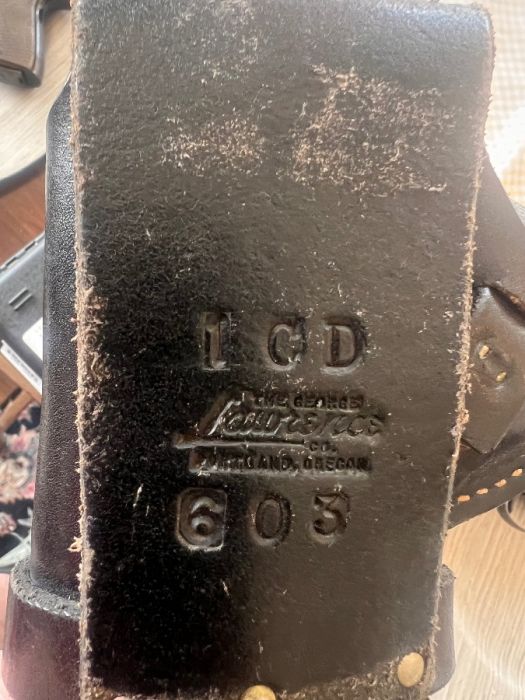 1 C D
THE GEORGE
Lawrence
CO.
PORTLAND, OREGON
603